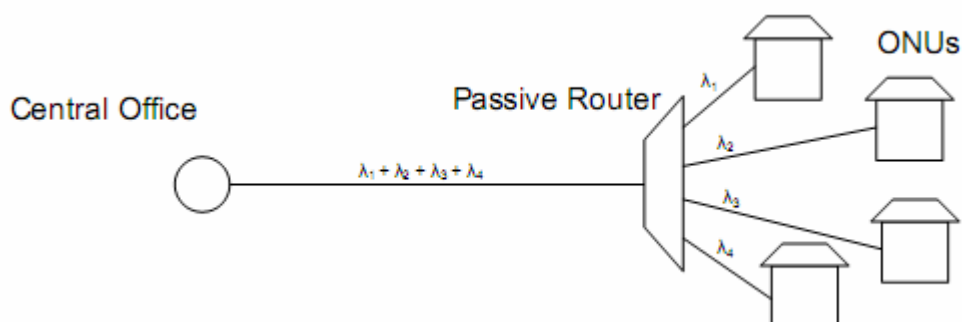 ONUs
λ₁
Passive Router
Central Office
λ₂
λ₁ + λ₂ + λ₃ + λ₄
λ₃
λ₄